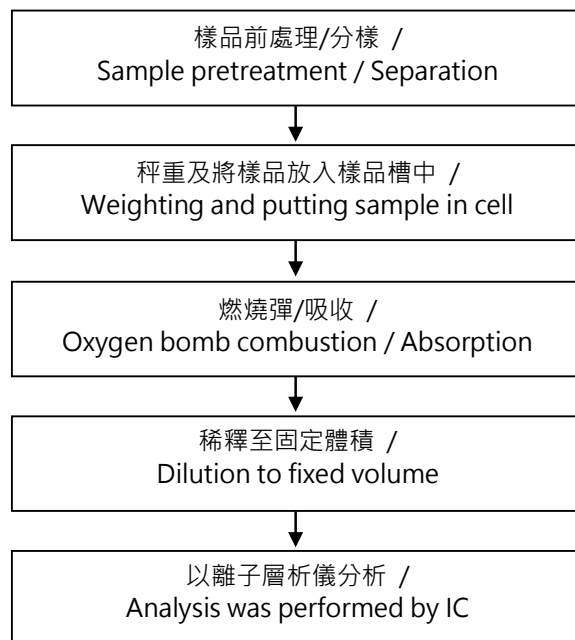 樣品前處理/分樣 /
Sample pretreatment / Separation
秤重及將樣品放入樣品槽中 /
Weighting and putting sample in cell
燃燒彈/吸收 /
Oxygen bomb combustion / Absorption
稀釋至固定體積 /
Dilution to fixed volume
以離子層析儀分析 /
Analysis was performed by IC